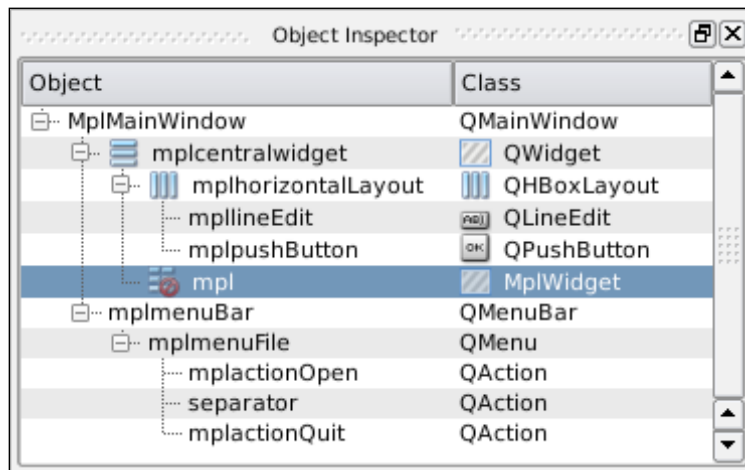 Object Inspector
Object Class
MplMainWindow QMainWindow
mplcentralwidget QWidget
mplhorizontalLayout QHBoxLayout
mpllineEdit QLineEdit
mplpushButton OK QPushButton
mpl MplWidget
mplmenuBar QMenuBar
mplmenuFile QMenu
mplactionOpen QAction
separator QAction
mplactionQuit QAction